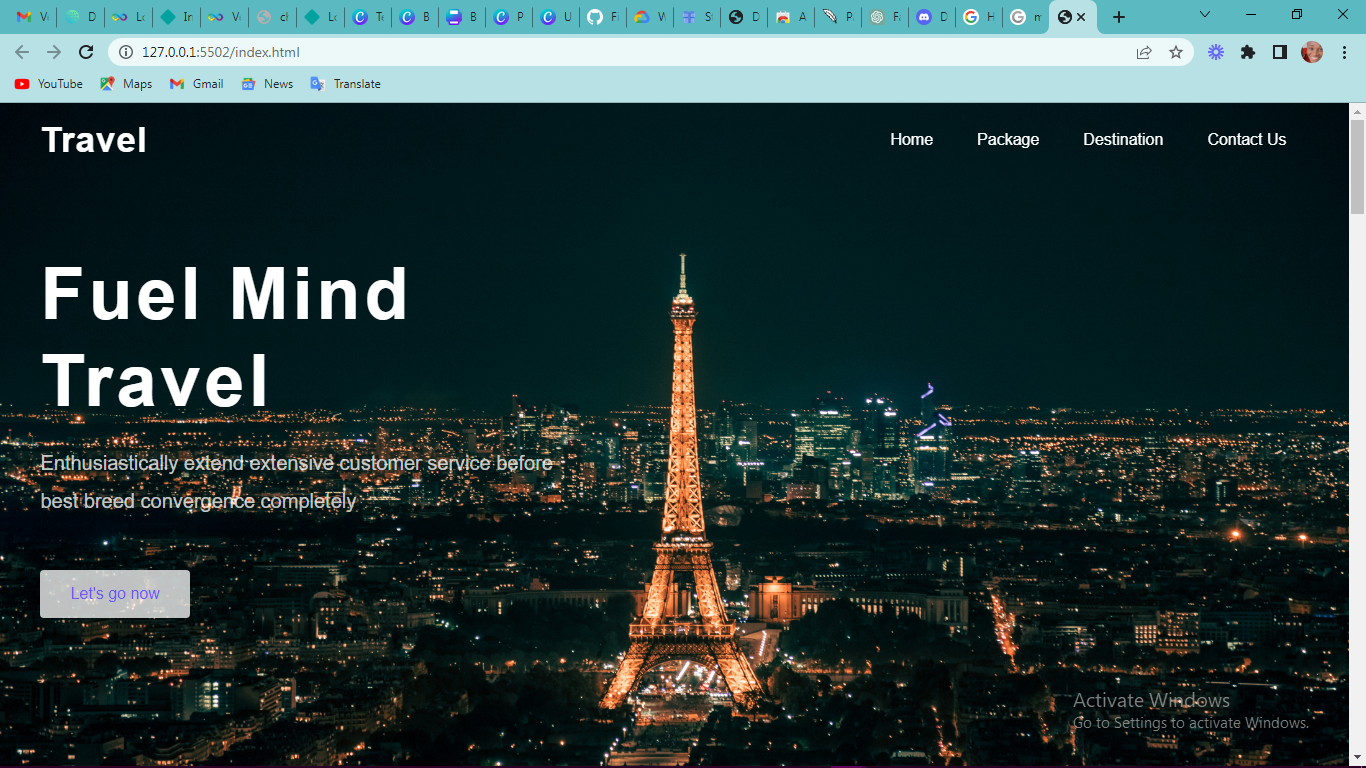 127.0.0.1:5502/index.html
YouTube Maps Gmail News Translate
Travel Home Package Destination Contact Us
Fuel Mind
Travel
Enthusiastically extend extensive customer service before
best breed convergence completely
Let's go now
Activate Windows
Go to Settings to activate Windows.